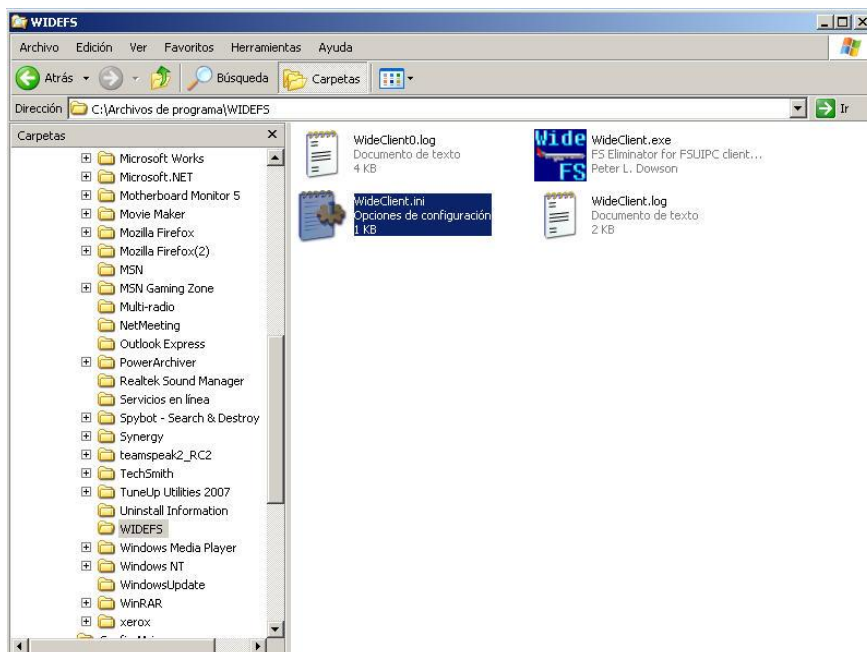 WIDEFS
Archivo Edición Ver Favoritos Herramientas Ayuda
Atrás Búsqueda Carpetas
Dirección C:\Archivos de programa\WIDEFS Ir
Carpetas
Microsoft Works
Microsoft.NET
Motherboard Monitor 5
Movie Maker
Mozilla Firefox
Mozilla Firefox(2)
MSN
MSN Gaming Zone
Multi-radio
NetMeeting
Outlook Express
PowerArchiver
Realtek Sound Manager
Servicios en línea
Spybot - Search & Destroy
Synergy
teamspeak2_RC2
TechSmith
TuneUp Utilities 2007
Uninstall Information
WIDEFS
Windows Media Player
Windows NT
WindowsUpdate
WinRAR
xerox
WideClient0.log
Documento de texto
4 KB
Wide
FS
WideClient.exe
FS Eliminator for FSUIPC client...
Peter L. Dowson
WideClient.ini
Opciones de configuración
1 KB
WideClient.log
Documento de texto
2 KB